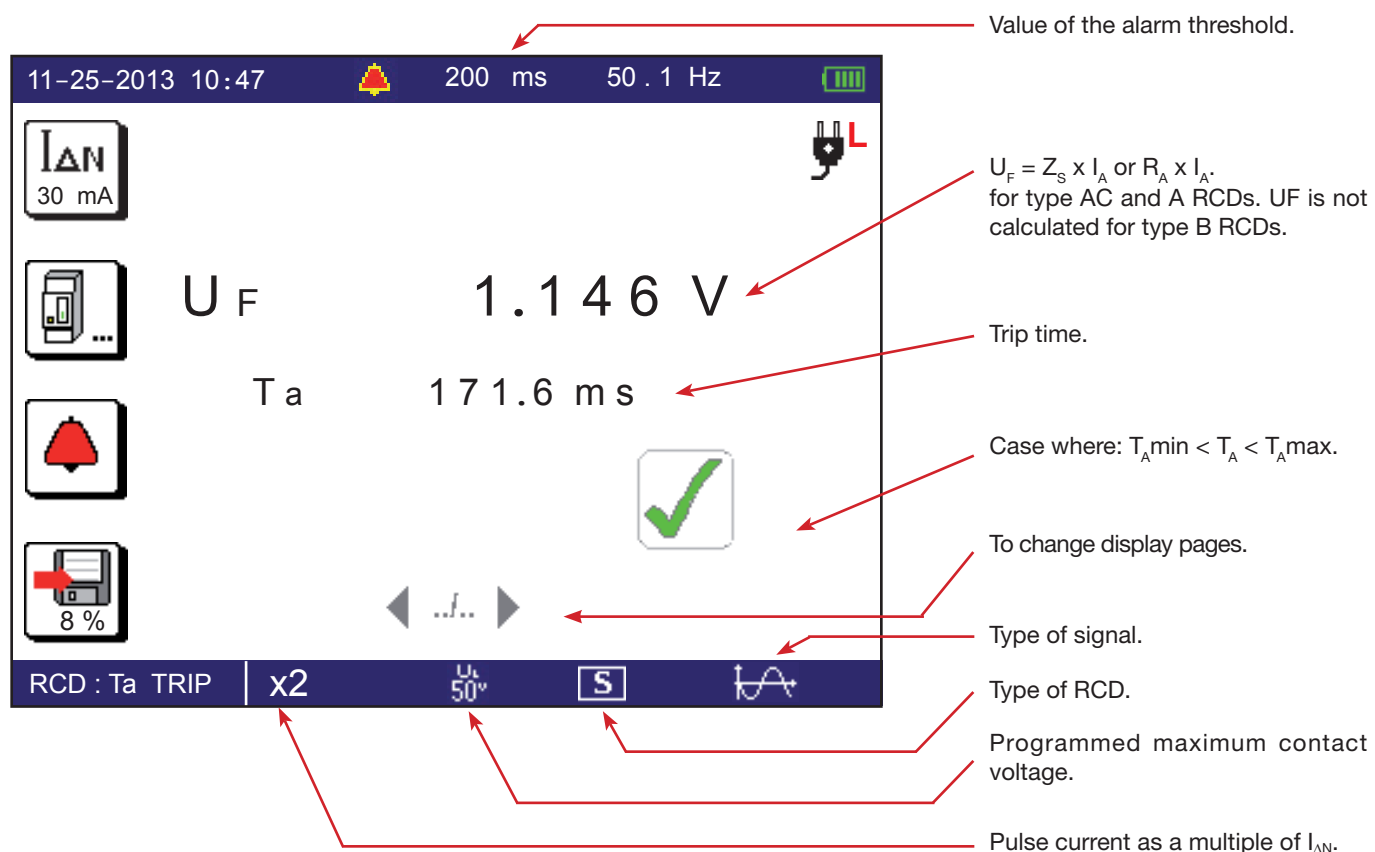 Value of the alarm threshold.
11-25-2013 10:47 200 ms 50.1 Hz
IΔN
30 mA
L
UF = ZS x IA or RA x IA.
for type AC and A RCDs. UF is not
calculated for type B RCDs.
...
UF 1.146 V
Trip time.
Ta 171.6 ms
Case where: TAmin < TA < TAmax.
To change display pages.
8 %
../..
Type of signal.
RCD : Ta TRIP x2 UL 50V S
Type of RCD.
Programmed maximum contact
voltage.
Pulse current as a multiple of IΔN.